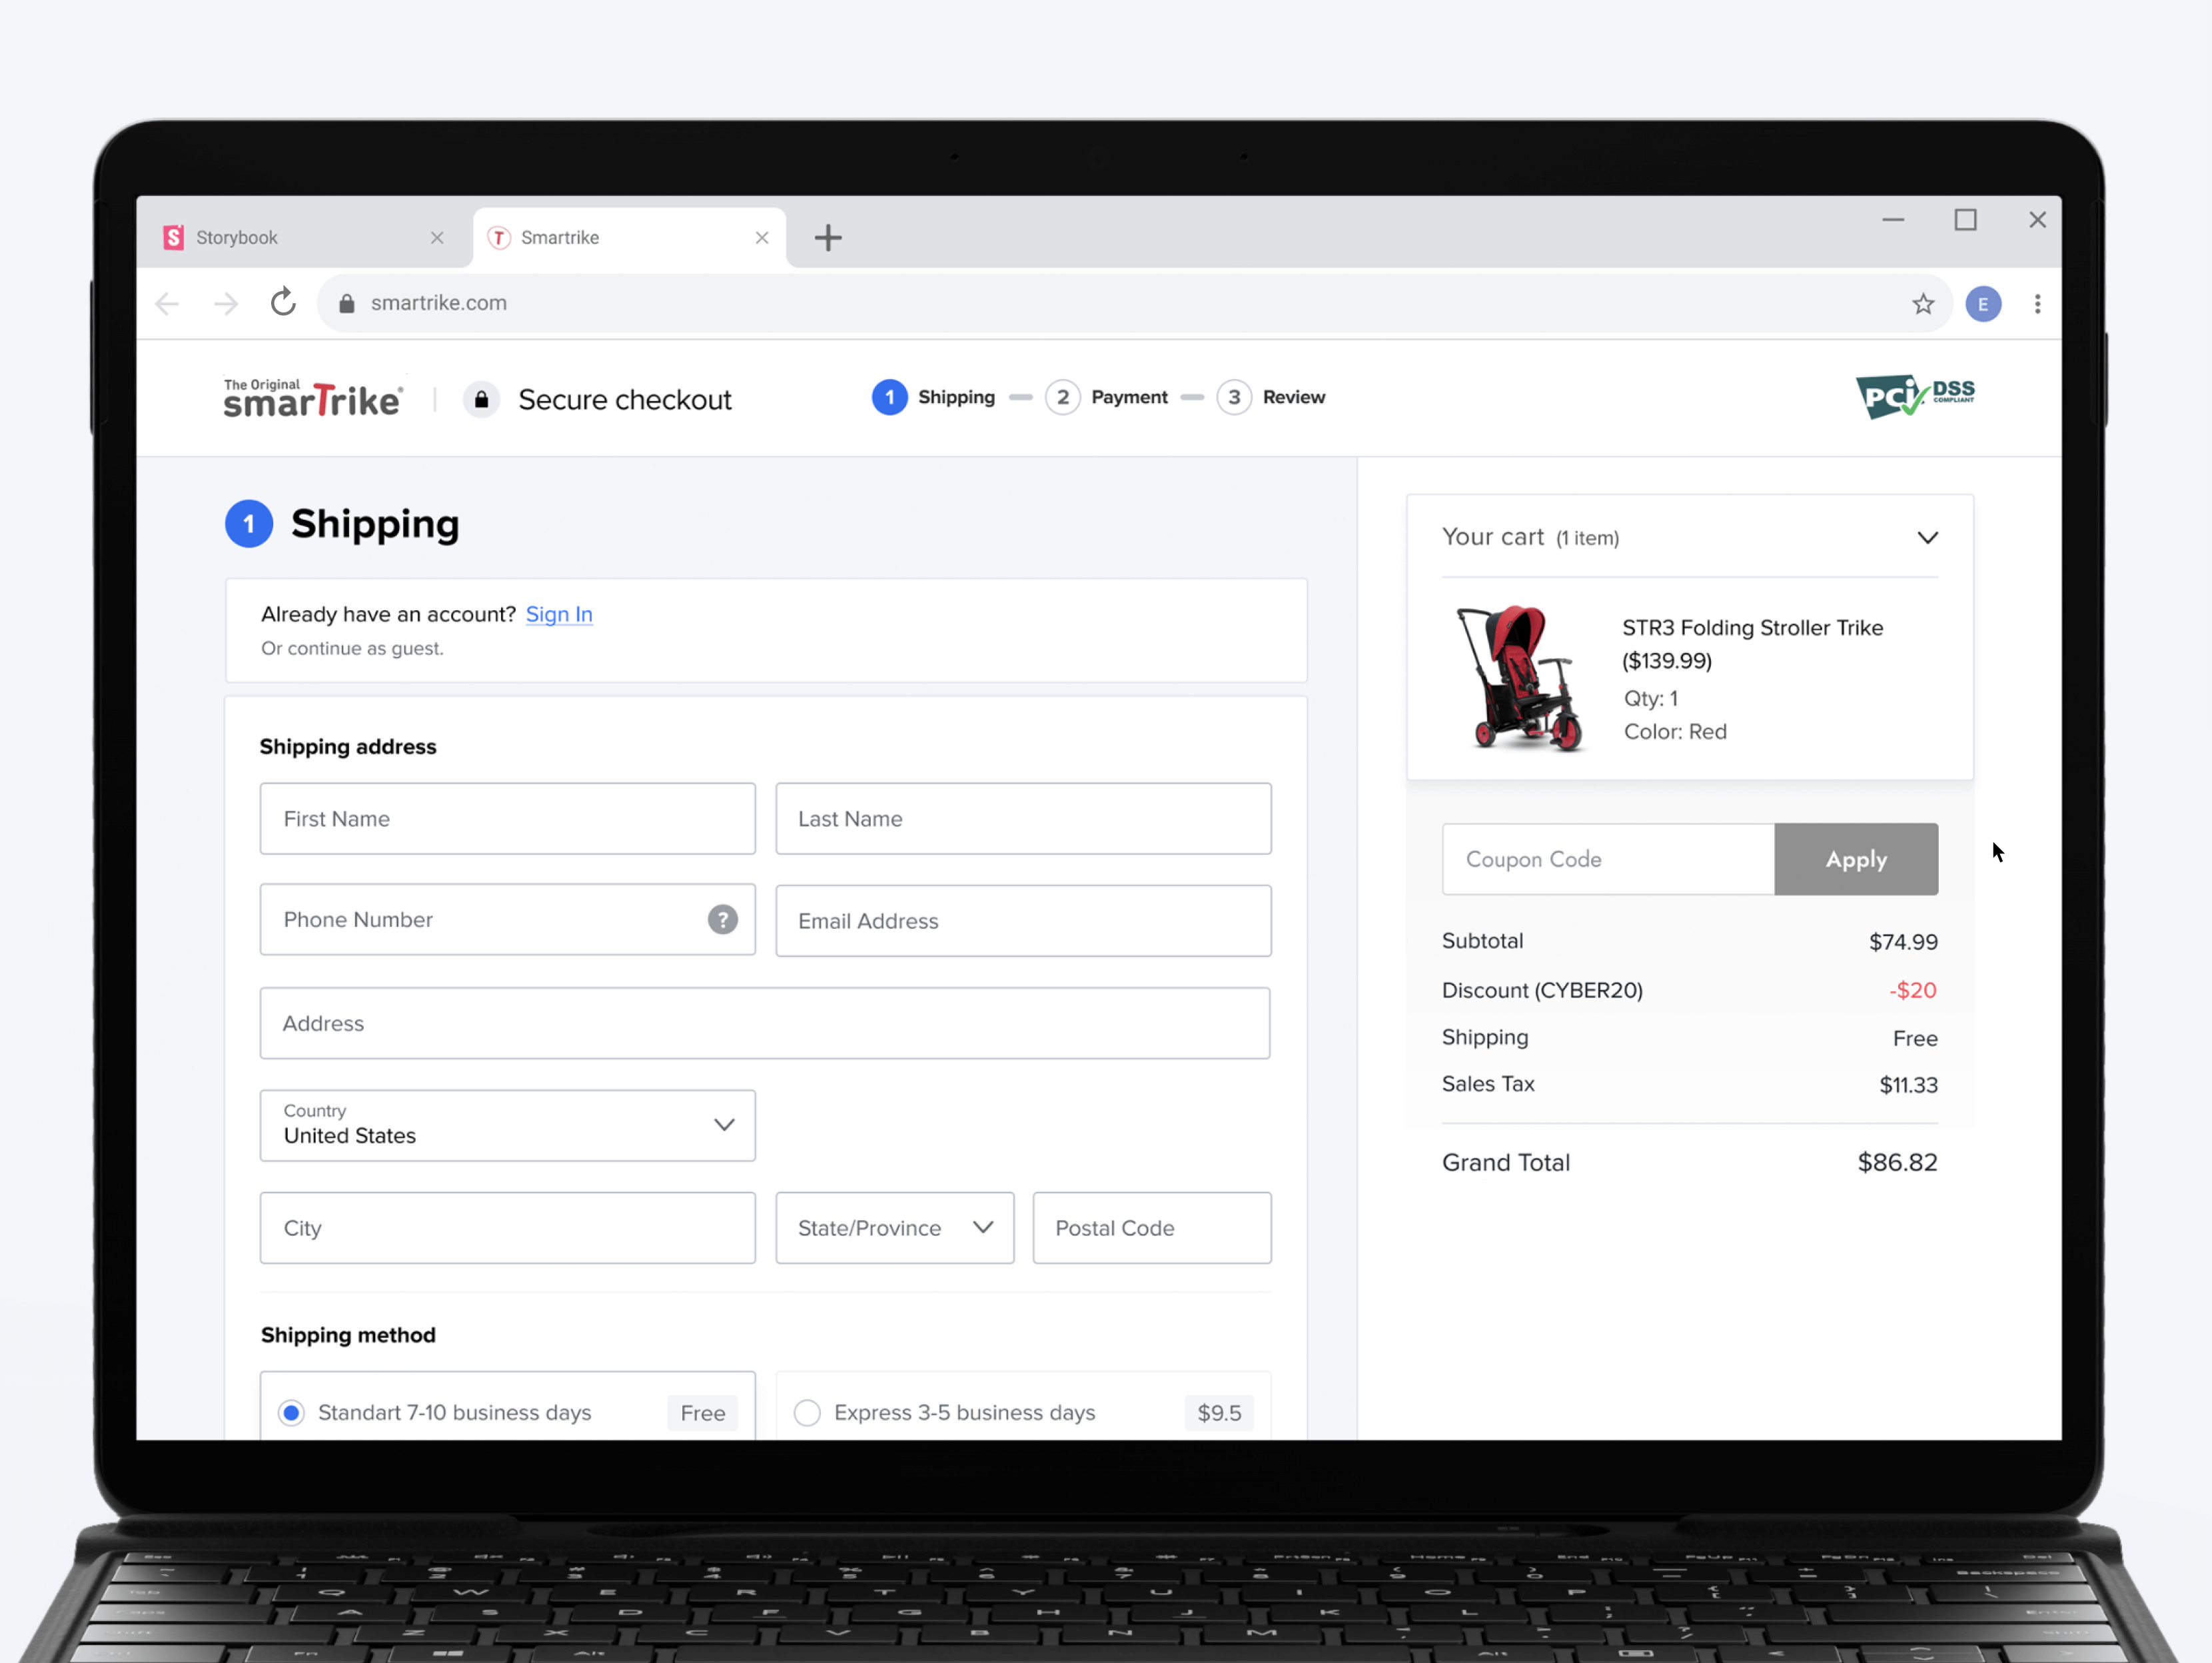 Storybook
Smartrike
smartrike.com
E
The Original
smarTrike®
Secure checkout
1 Shipping
2 Payment
3 Review
PCi DSS
COMPLIANT
1 Shipping
Already have an account? Sign In
Or continue as guest.
Shipping address
First Name
Last Name
Phone Number ?
Email Address
Address
Country
United States
City
State/Province
Postal Code
Shipping method
Standart 7-10 business days Free
Express 3-5 business days $9.5
Your cart (1 item)
STR3 Folding Stroller Trike
($139.99)
Qty: 1
Color: Red
Coupon Code
Apply
Subtotal $74.99
Discount (CYBER20) -$20
Shipping Free
Sales Tax $11.33
Grand Total $86.82
Q W E R T Y U I O P
A S D F G H J K L
Z X C V B N M